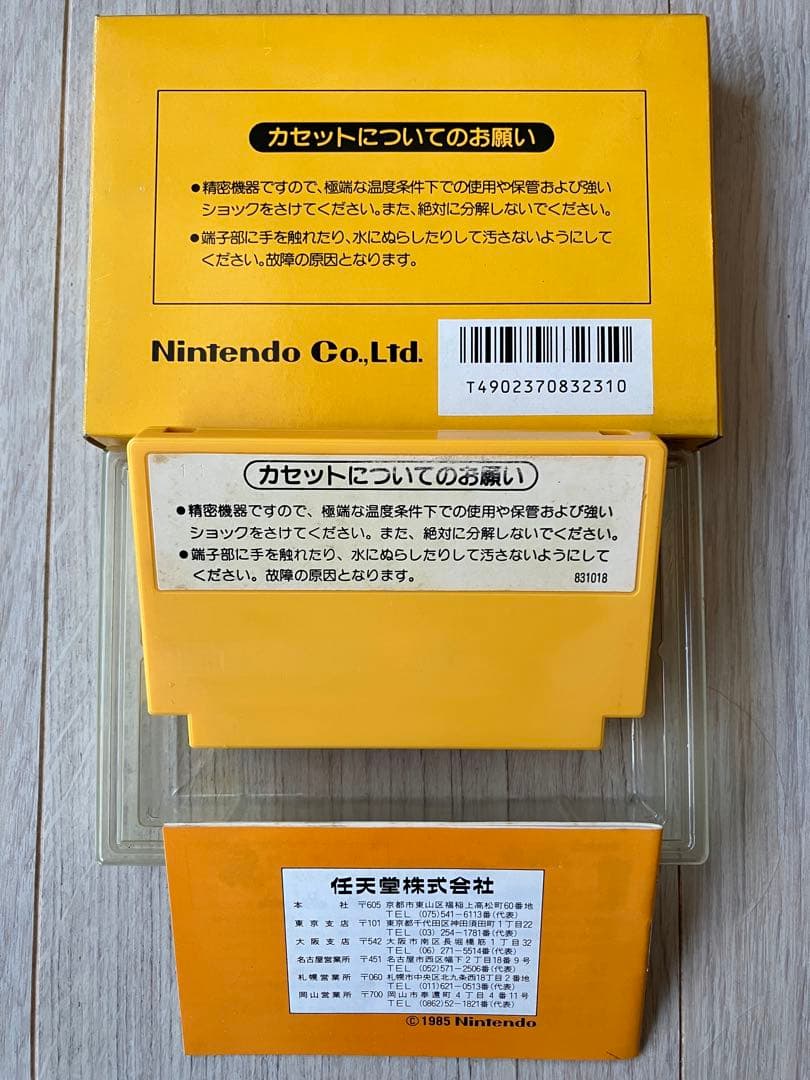 カセットについてのお願い
●精密機器ですので、極端な温度条件下での使用や保管および強い
ショックをさけてください。また、絶対に分解しないでください。
●端子部に手を触れたり、水にぬらしたりして汚さないようにして
ください。故障の原因となります。
Nintendo Co.,Ltd.
T4902370832310
カセットについてのお願い
●精密機器ですので、極端な温度条件下での使用や保管および強い
ショックをさけてください。また、絶対に分解しないでください。
●端子部に手を触れたり、水にぬらしたりして汚さないようにして
ください。故障の原因となります。
831018
任天堂株式会社
本社 〒605 京都市東山区福稲上高松町60番地
TEL (075)541-6113番(代表)
東京支店 〒101 東京都千代田区神田須田町1丁目22
TEL (03) 254-1781番(代表)
大阪支店 〒542 大阪市南区長堀橋筋1丁目32
TEL (06) 271-5514番(代表)
名古屋営業所 〒451 名古屋市西区幅下2丁目18番9号
TEL (052)571-2506番(代表)
札幌営業所 〒060 札幌市中央区北九条西18丁目2番地
TEL (011)621-0513番(代表)
岡山営業所 〒700 岡山市奉還町4丁目4番11号
TEL (0862)52-1821番(代表)
©1985 Nintendo